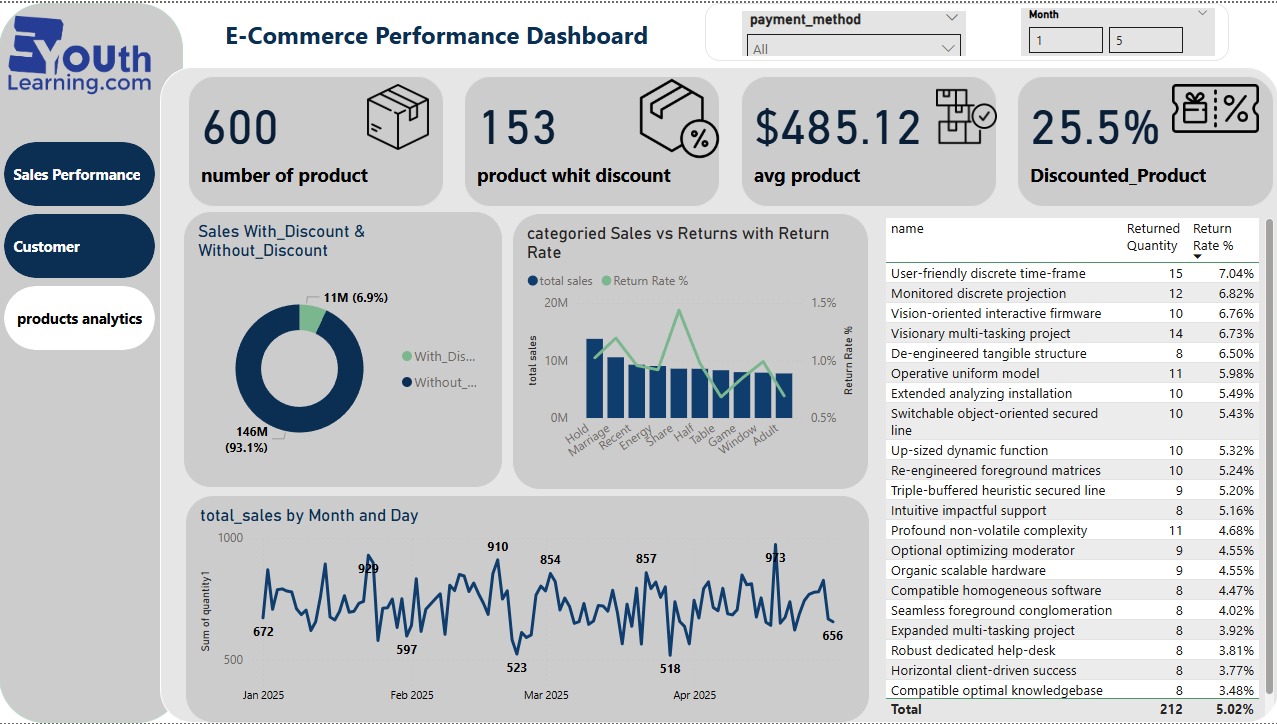 EYouth
Learning.com
E-Commerce Performance Dashboard
payment_method
All
Month
1
5
Sales Performance
Customer
products analytics
600
number of product
153
product whit discount
$485.12
avg product
25.5%
Discounted_Product
Sales With_Discount &
Without_Discount
11M (6.9%)
146M
(93.1%)
With_Dis...
Without_...
categoried Sales vs Returns with Return
Rate
total sales
Return Rate %
20M
10M
0M
total sales
1.5%
1.0%
0.5%
Return Rate %
Hold
Marriage
Recent
Energy
Share
Half
Table
Game
Window
Adult
total_sales by Month and Day
Sum of quantity1
1000
500
672
929
597
910
523
854
857
518
973
656
Jan 2025
Feb 2025
Mar 2025
Apr 2025
name Returned Quantity Return Rate %
User-friendly discrete time-frame 15 7.04%
Monitored discrete projection 12 6.82%
Vision-oriented interactive firmware 10 6.76%
Visionary multi-tasking project 14 6.73%
De-engineered tangible structure 8 6.50%
Operative uniform model 11 5.98%
Extended analyzing installation 10 5.49%
Switchable object-oriented secured 10 5.43%
line
Up-sized dynamic function 10 5.32%
Re-engineered foreground matrices 10 5.24%
Triple-buffered heuristic secured line 9 5.20%
Intuitive impactful support 8 5.16%
Profound non-volatile complexity 11 4.68%
Optional optimizing moderator 9 4.55%
Organic scalable hardware 9 4.55%
Compatible homogeneous software 8 4.47%
Seamless foreground conglomeration 8 4.02%
Expanded multi-tasking project 8 3.92%
Robust dedicated help-desk 8 3.81%
Horizontal client-driven success 8 3.77%
Compatible optimal knowledgebase 8 3.48%
Total 212 5.02%